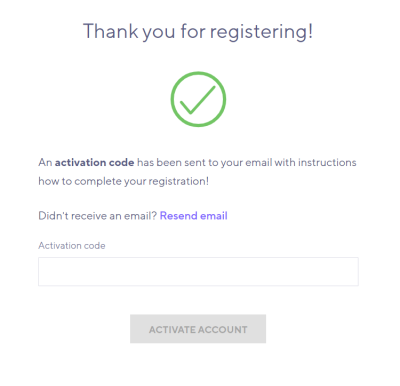 Thank you for registering!
An activation code has been sent to your email with instructions
how to complete your registration!
Didn't receive an email? Resend email
Activation code
ACTIVATE ACCOUNT